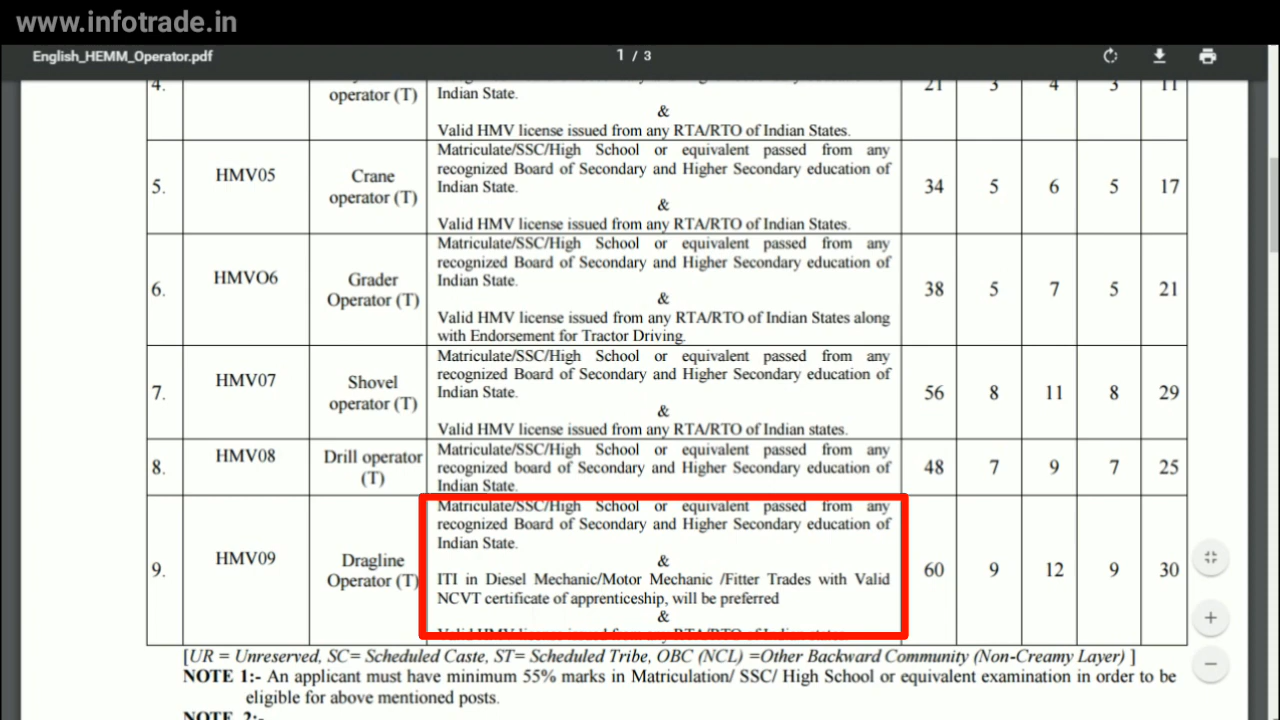 www.infotrade.in
English_HEMM_Operator.pdf 1 / 3
4. operator (T) Indian State. 21 3 4 3 11
&
Valid HMV license issued from any RTA/RTO of Indian States.
Matriculate/SSC/High School or equivalent passed from any
recognized Board of Secondary and Higher Secondary education of
5. HMV05 Crane operator (T) Indian State. 34 5 6 5 17
&
Valid HMV license issued from any RTA/RTO of Indian States.
Matriculate/SSC/High School or equivalent passed from any
recognized Board of Secondary and Higher Secondary education of
6. HMVO6 Grader Operator (T) Indian State. 38 5 7 5 21
&
Valid HMV license issued from any RTA/RTO of Indian States along
with Endorsement for Tractor Driving.
Matriculate/SSC/High School or equivalent passed from any
recognized Board of Secondary and Higher Secondary education of
7. HMV07 Shovel operator (T) Indian State. 56 8 11 8 29
&
Valid HMV license issued from any RTA/RTO of Indian states.
Matriculate/SSC/High School or equivalent passed from any
8. HMV08 Drill operator (T) recognized board of Secondary and Higher Secondary education of 48 7 9 7 25
Indian State.
Matriculate/SSC/High School or equivalent passed from any
recognized Board of Secondary and Higher Secondary education of
Indian State.
&
9. HMV09 Dragline Operator (T) ITI in Diesel Mechanic/Motor Mechanic /Fitter Trades with Valid 60 9 12 9 30
NCVT certificate of apprenticeship, will be preferred
&
Valid HMV license issued from any RTA/RTO of Indian states
[UR = Unreserved, SC= Scheduled Caste, ST= Scheduled Tribe, OBC (NCL) =Other Backward Community (Non-Creamy Layer) ]
NOTE 1:- An applicant must have minimum 55% marks in Matriculation/ SSC/ High School or equivalent examination in order to be
eligible for above mentioned posts.
NOTE 2:-